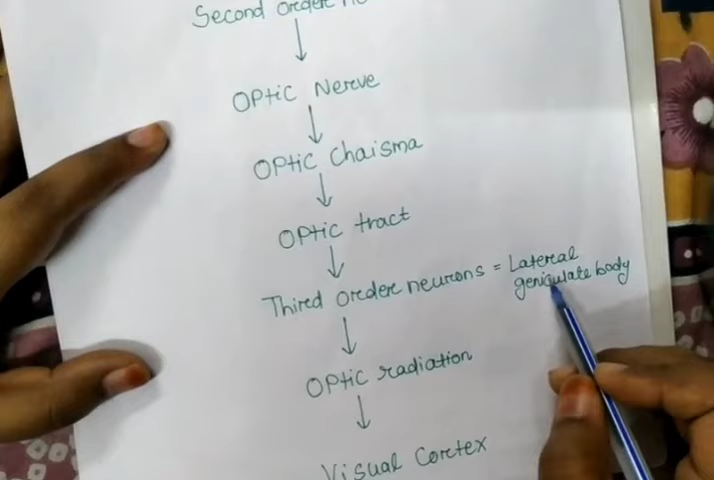 Second order
Optic Nerve
Optic Chaisma
Optic tract
Third order neurons = Lateral
geniculate body
Optic radiation
Visual Cortex